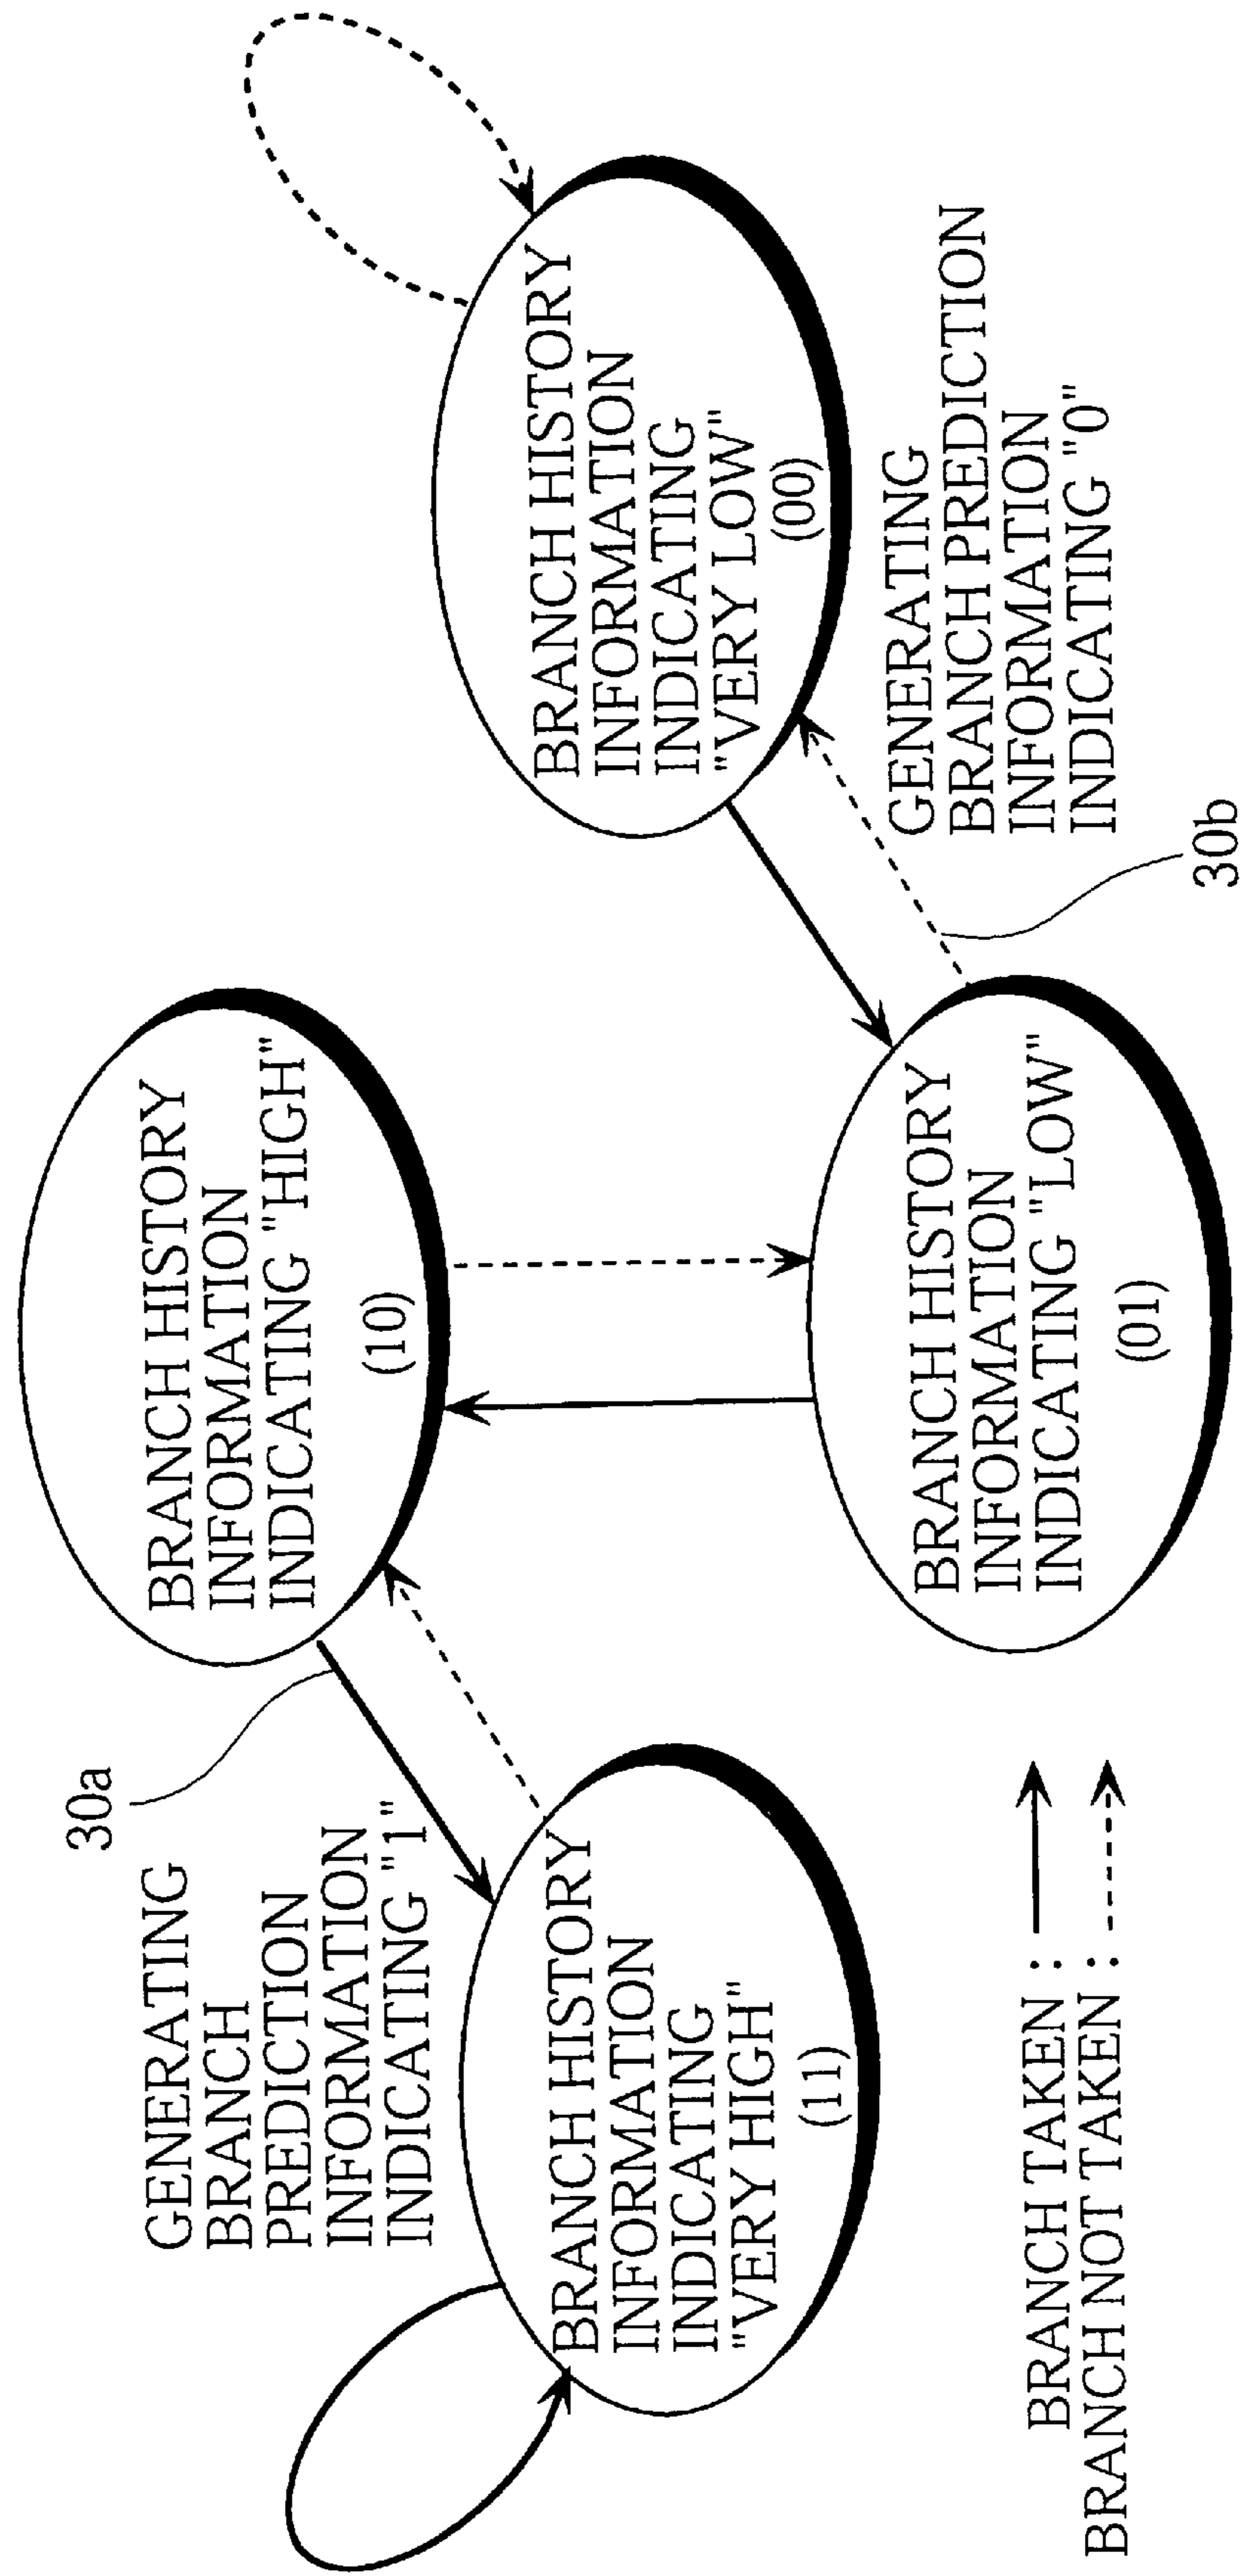 30a
GENERATING
BRANCH
PREDICTION
INFORMATION
INDICATING "1"
BRANCH HISTORY
INFORMATION
INDICATING "HIGH"
(10)
BRANCH HISTORY
INFORMATION
INDICATING
"VERY HIGH"
(11)
BRANCH HISTORY
INFORMATION
INDICATING
"VERY LOW"
(00)
BRANCH HISTORY
INFORMATION
INDICATING "LOW"
(01)
GENERATING
BRANCH PREDICTION
INFORMATION
INDICATING "0"
30b
BRANCH TAKEN :
BRANCH NOT TAKEN :